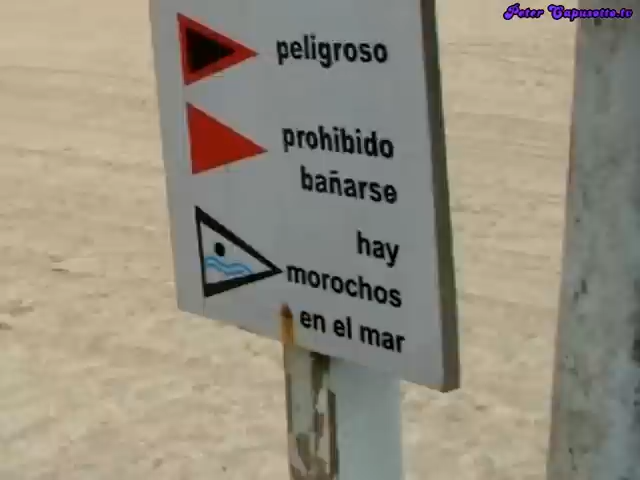 Peter Capusotto.tv
peligroso
prohibido
bañarse
hay
morochos
en el mar